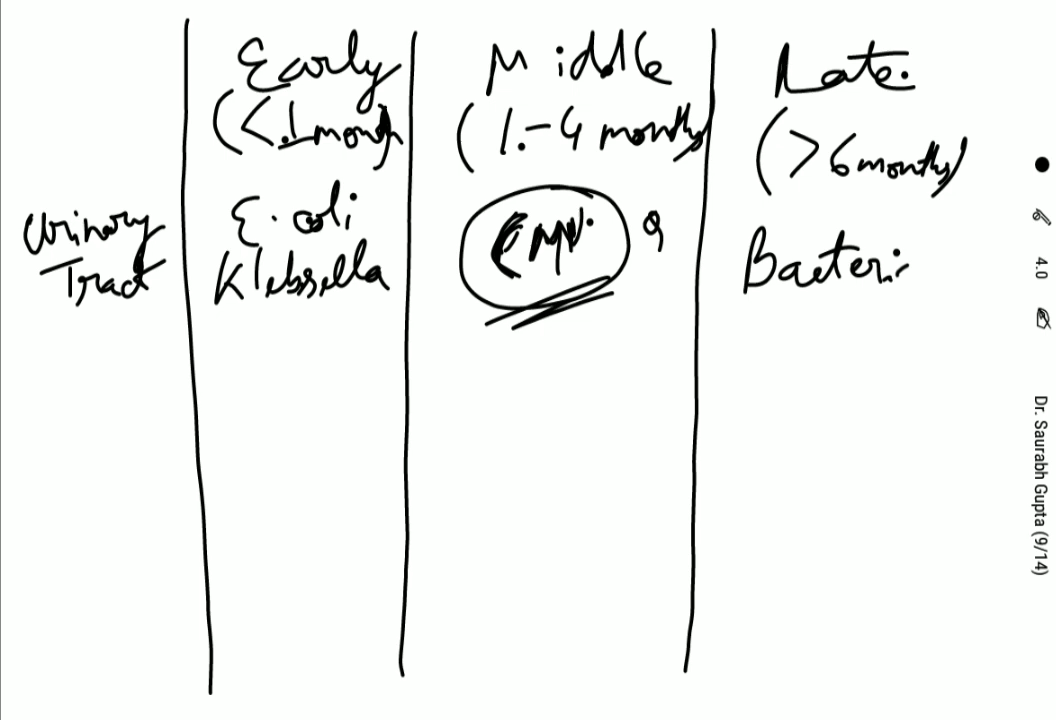 Early
(<.1 month)
Middle
(1.-4 months)
Late.
(>6 months)
Urinary
Tract
E. coli
Klebsiella
CMV.
Bacteri
4.0
Dr. Saurabh Gupta (9/14)